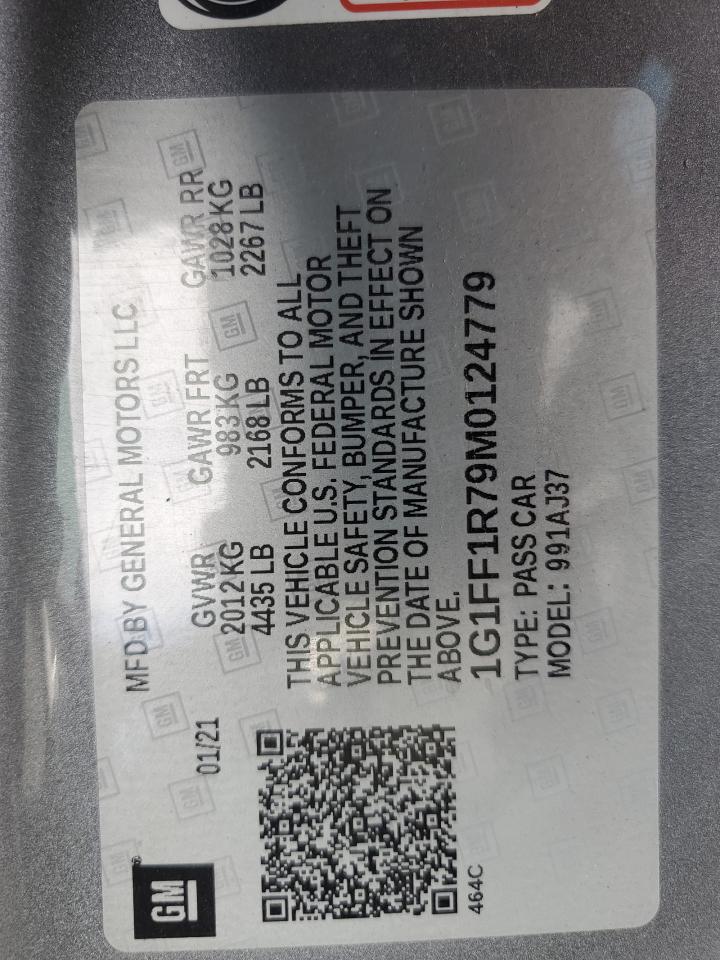 GM
MFD BY GENERAL MOTORS LLC
01/21 GVWR GAWR FRT GAWR RR
2012 KG 983 KG 1028 KG
4435 LB 2168 LB 2267 LB
THIS VEHICLE CONFORMS TO ALL
APPLICABLE U.S. FEDERAL MOTOR
VEHICLE SAFETY, BUMPER, AND THEFT
PREVENTION STANDARDS IN EFFECT ON
THE DATE OF MANUFACTURE SHOWN
ABOVE.
1G1FF1R79M0124779
TYPE: PASS CAR
MODEL: 991AJ37
464C